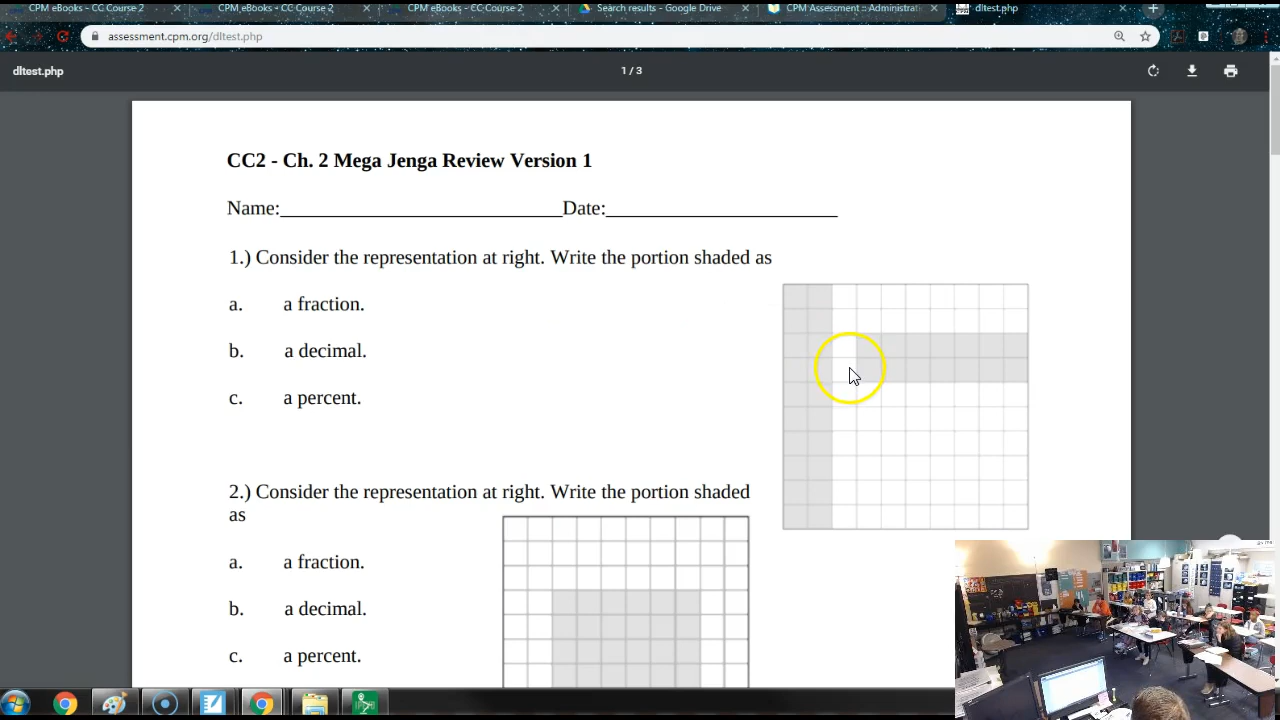 CPM eBooks - CC Course 2
CPM eBooks - CC Course 2
CPM eBooks - CC Course 2
Search results - Google Drive
CPM Assessment :: Administrati
dltest.php
assessment.cpm.org/dltest.php
dltest.php
1 / 3
CC2 - Ch. 2 Mega Jenga Review Version 1
Name:____________________________Date:_______________________
1.) Consider the representation at right. Write the portion shaded as
a. a fraction.
b. a decimal.
c. a percent.
2.) Consider the representation at right. Write the portion shaded
as
a. a fraction.
b. a decimal.
c. a percent.